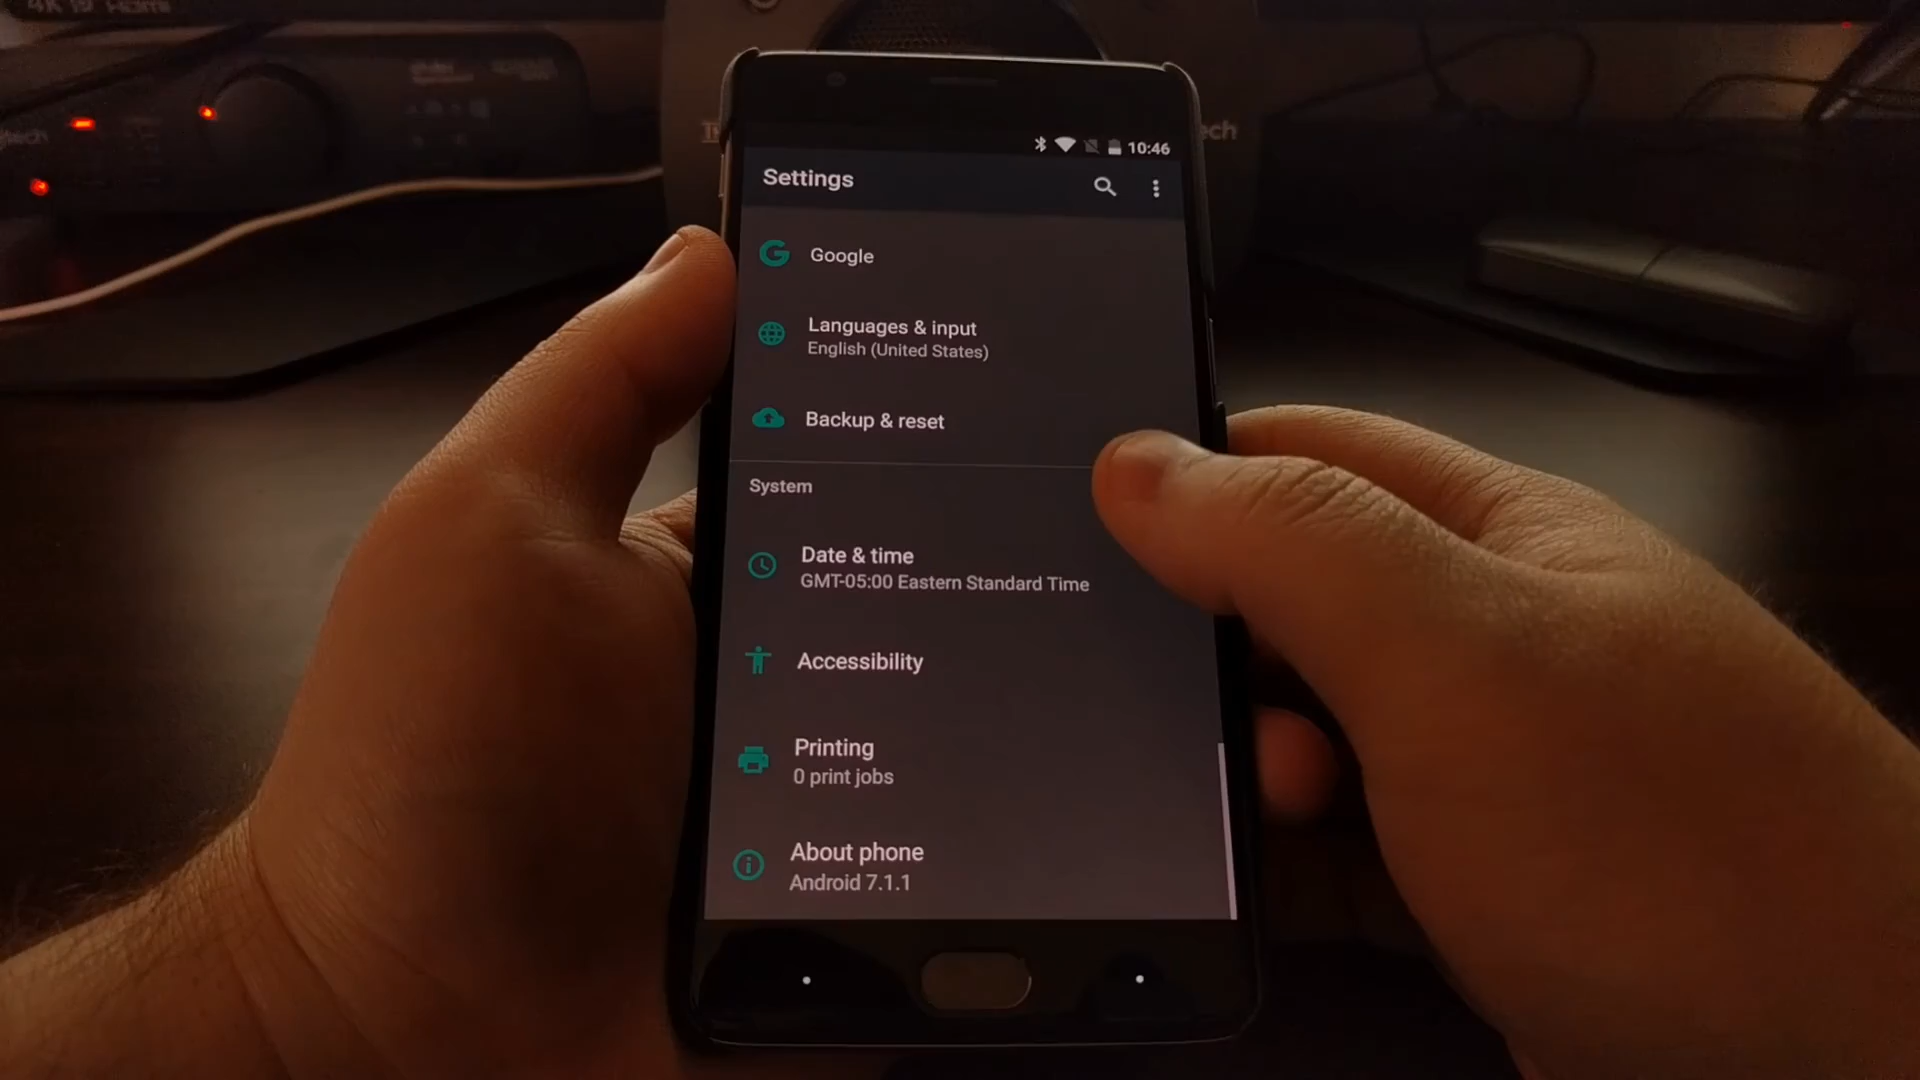 10:46
Settings
Google
Languages & input
English (United States)
Backup & reset
System
Date & time
GMT-05:00 Eastern Standard Time
Accessibility
Printing
0 print jobs
About phone
Android 7.1.1